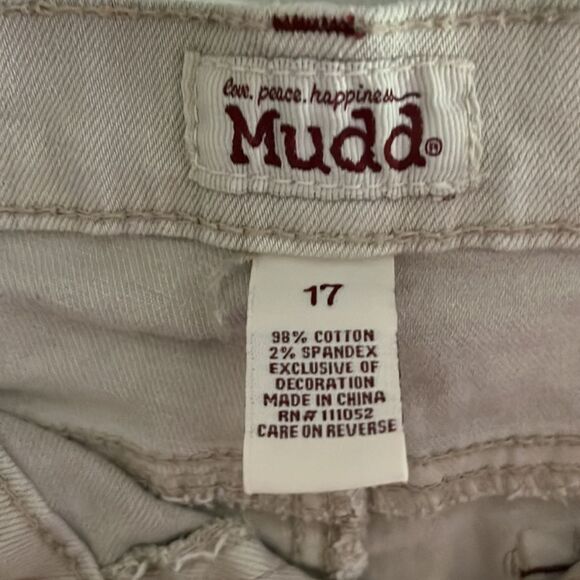 love. peace. happiness
Mudd®
17
98% COTTON
2% SPANDEX
EXCLUSIVE OF
DECORATION
MADE IN CHINA
RN# 111052
CARE ON REVERSE